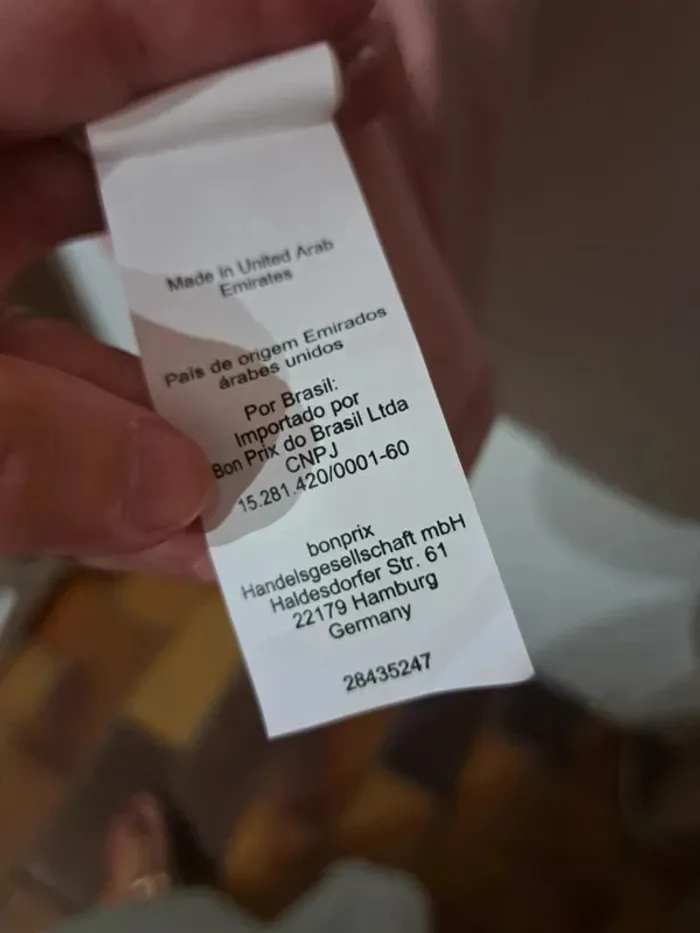 Made in United Arab
Emirates
País de origem Emirados
árabes unidos
Por Brasil:
Importado por
Bon Prix do Brasil Ltda
CNPJ
15.281.420/0001-60
bonprix
Handelsgesellschaft mbH
Haldesdorfer Str. 61
22179 Hamburg
Germany
28435247